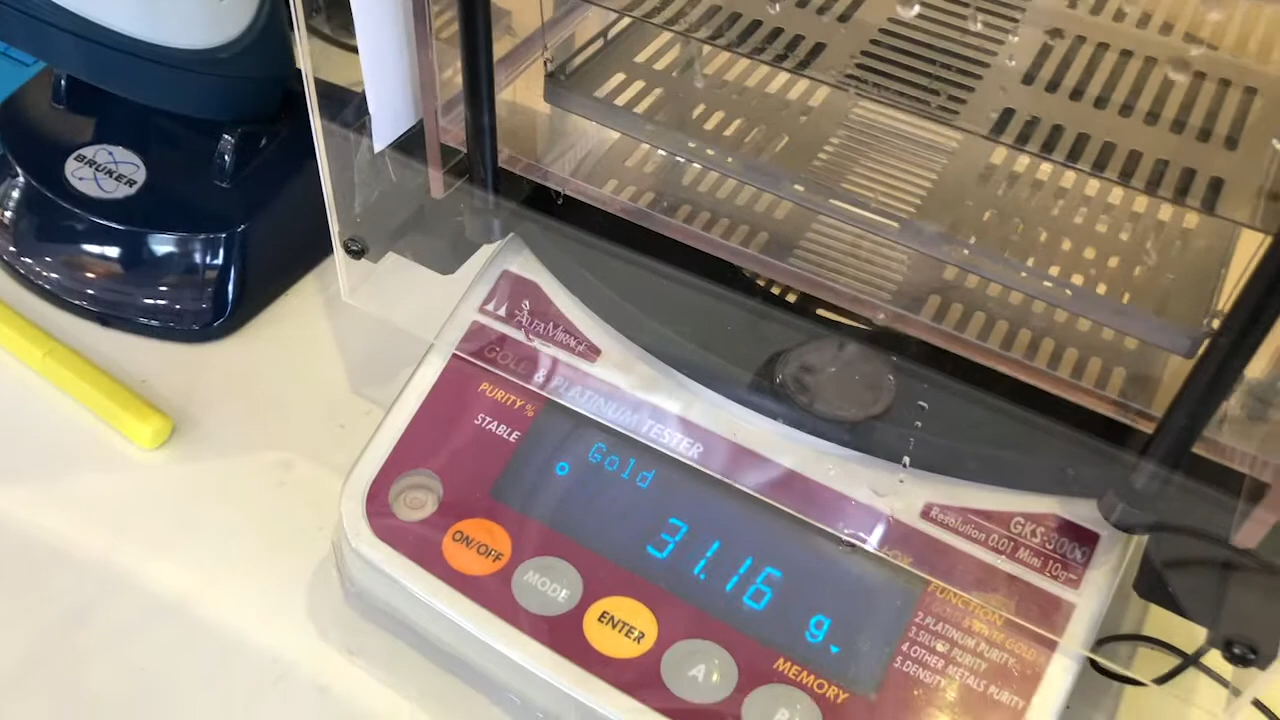 BRUKER
ALFAMIRAGE
GOLD & PLATINUM TESTER
PURITY %
STABLE
Gold
31.16 g
ON/OFF
MODE
ENTER
A
MEMORY
GKS-3000
Resolution 0.01 Mini 10g~
FUNCTION
2.PLATINUM PURITY
3.SILVER PURITY
4.OTHER METALS PURITY
5.DENSITY